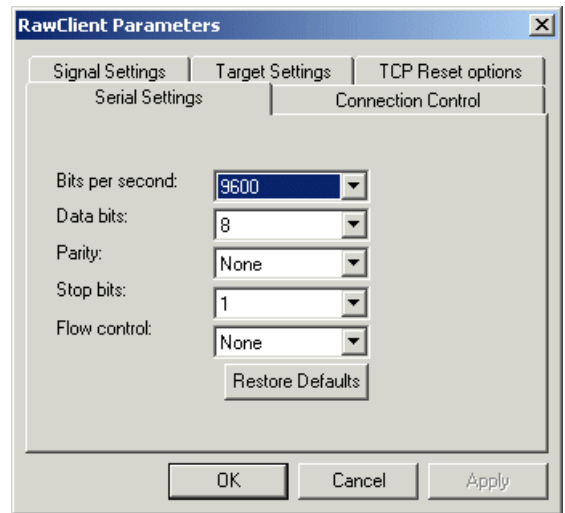 RawClient Parameters
Signal Settings Target Settings TCP Reset options
Serial Settings Connection Control
Bits per second: 9600
Data bits: 8
Parity: None
Stop bits: 1
Flow control: None
Restore Defaults
OK Cancel Apply